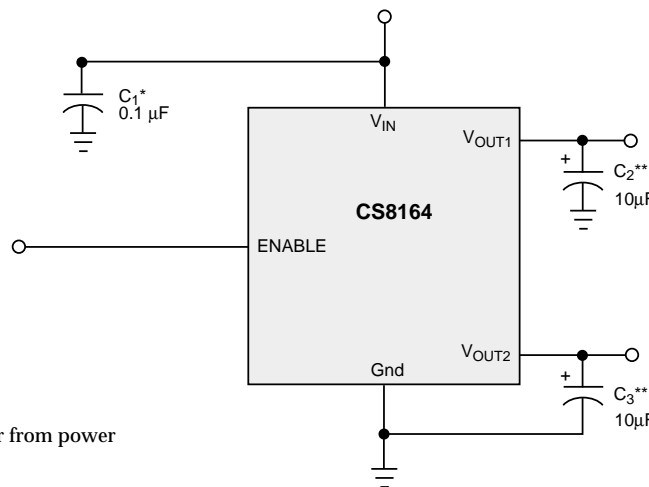 C1*
0.1 μF
VIN
VOUT1
+
C2**
10μF
CS8164
ENABLE
VOUT2
Gnd
+
C3**
10μF
r from power